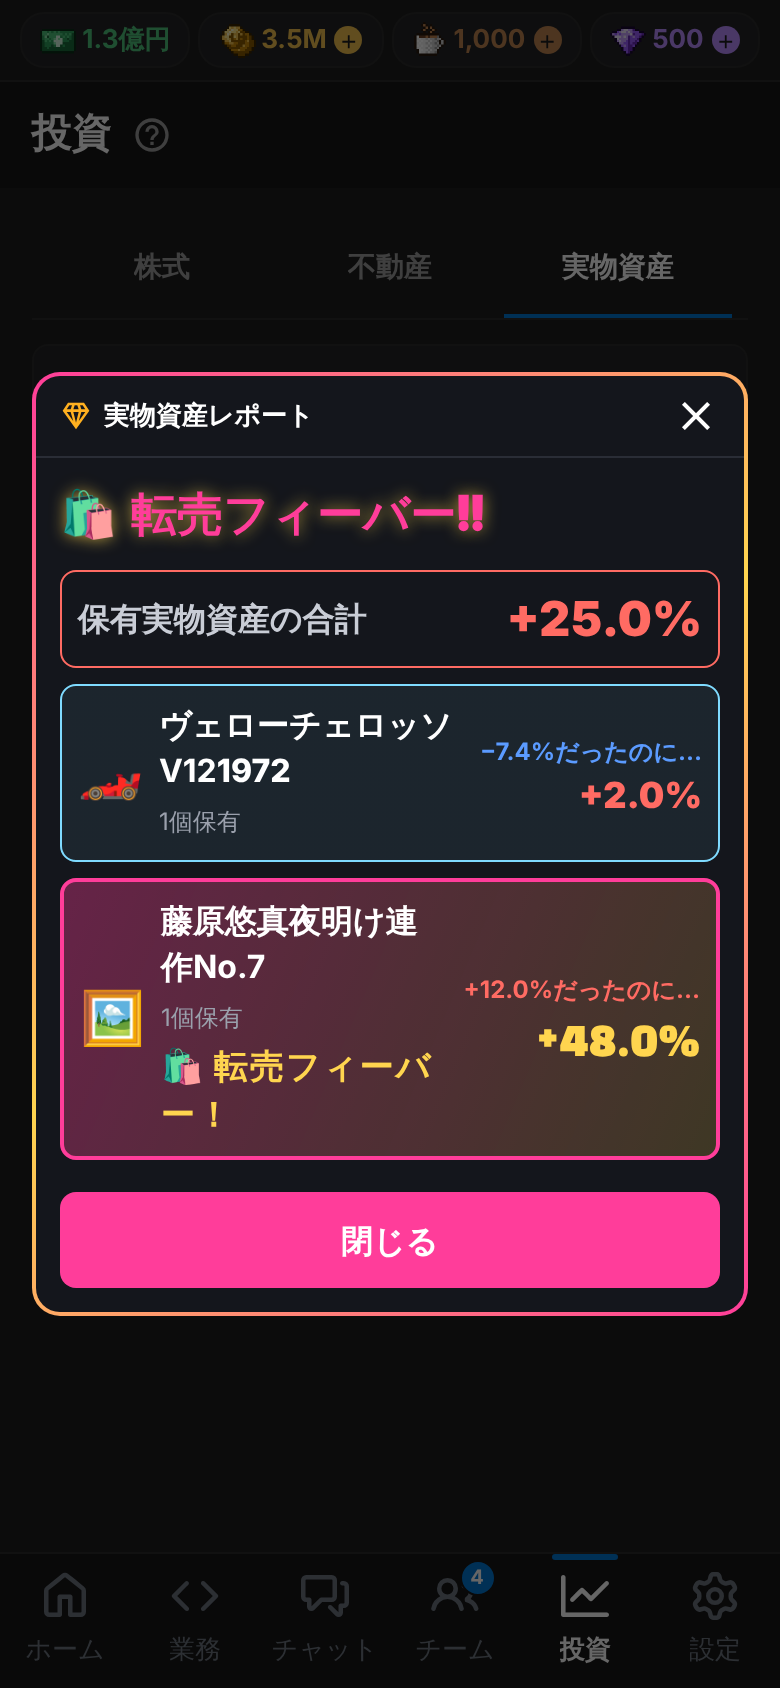 1.3億円 3.5M + 1,000 + 500 +
投資 ?
株式 不動産 実物資産
実物資産レポート
転売フィーバー!!
保有実物資産の合計 +25.0%
ヴェローチェロッソ
V121972
1個保有
−7.4%だったのに…
+2.0%
藤原悠真夜明け連
作No.7
1個保有
転売フィーバ
ー！
+12.0%だったのに…
+48.0%
閉じる
4
ホーム 業務 チャット チーム 投資 設定